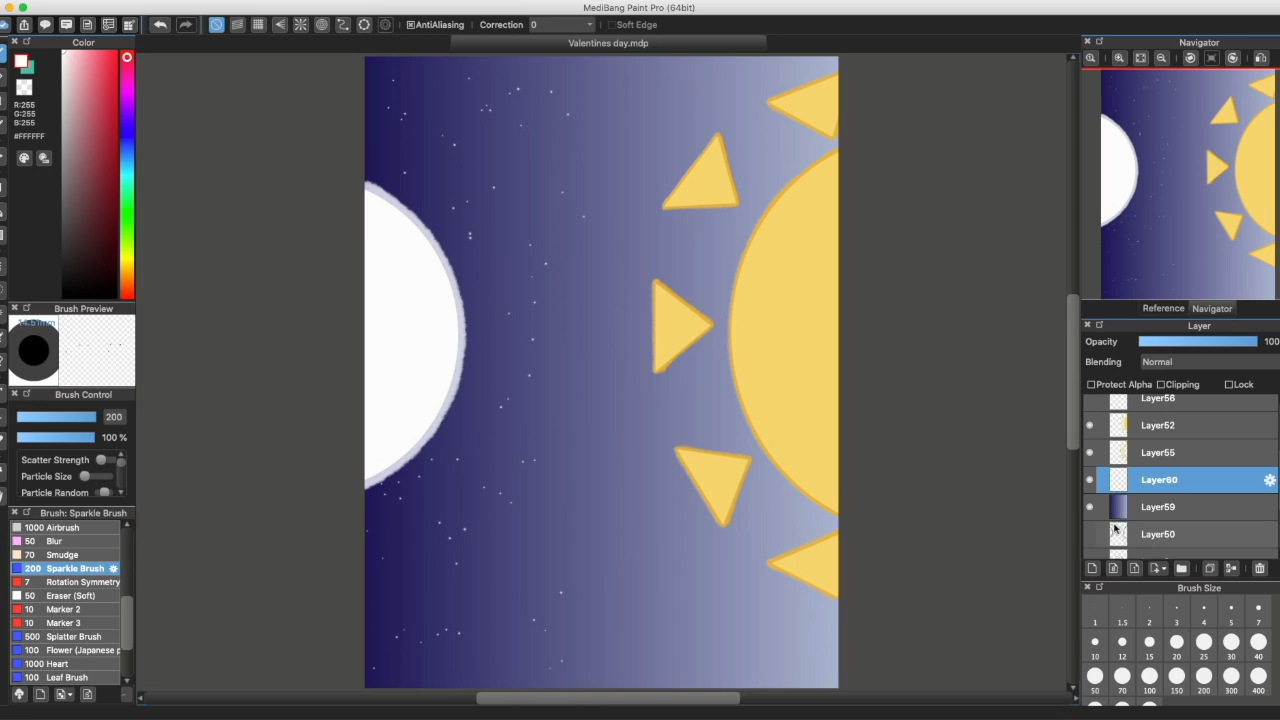 MediBang Paint Pro (64bit)
AntiAliasing Correction 0 Soft Edge
Color
Valentines day.mdp
Navigator
R:255
G:255
B:255
#FFFFFF
Brush Preview
14.51mm
Brush Control
200
100 %
Scatter Strength
Particle Size
Particle Random
Brush: Sparkle Brush
1000 Airbrush
50 Blur
70 Smudge
200 Sparkle Brush
7 Rotation Symmetry
50 Eraser (Soft)
10 Marker 2
10 Marker 3
500 Splatter Brush
100 Flower (Japanese p
1000 Heart
100 Leaf Brush
Reference Navigator
Layer
Opacity 100
Blending Normal
Protect Alpha Clipping Lock
Layer56
Layer52
Layer55
Layer60
Layer59
Layer50
Brush Size
1 1.5 2 3 4 5 7
10 12 15 20 25 30 40
50 70 100 150 200 300 400